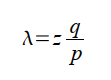 λ = z q/p